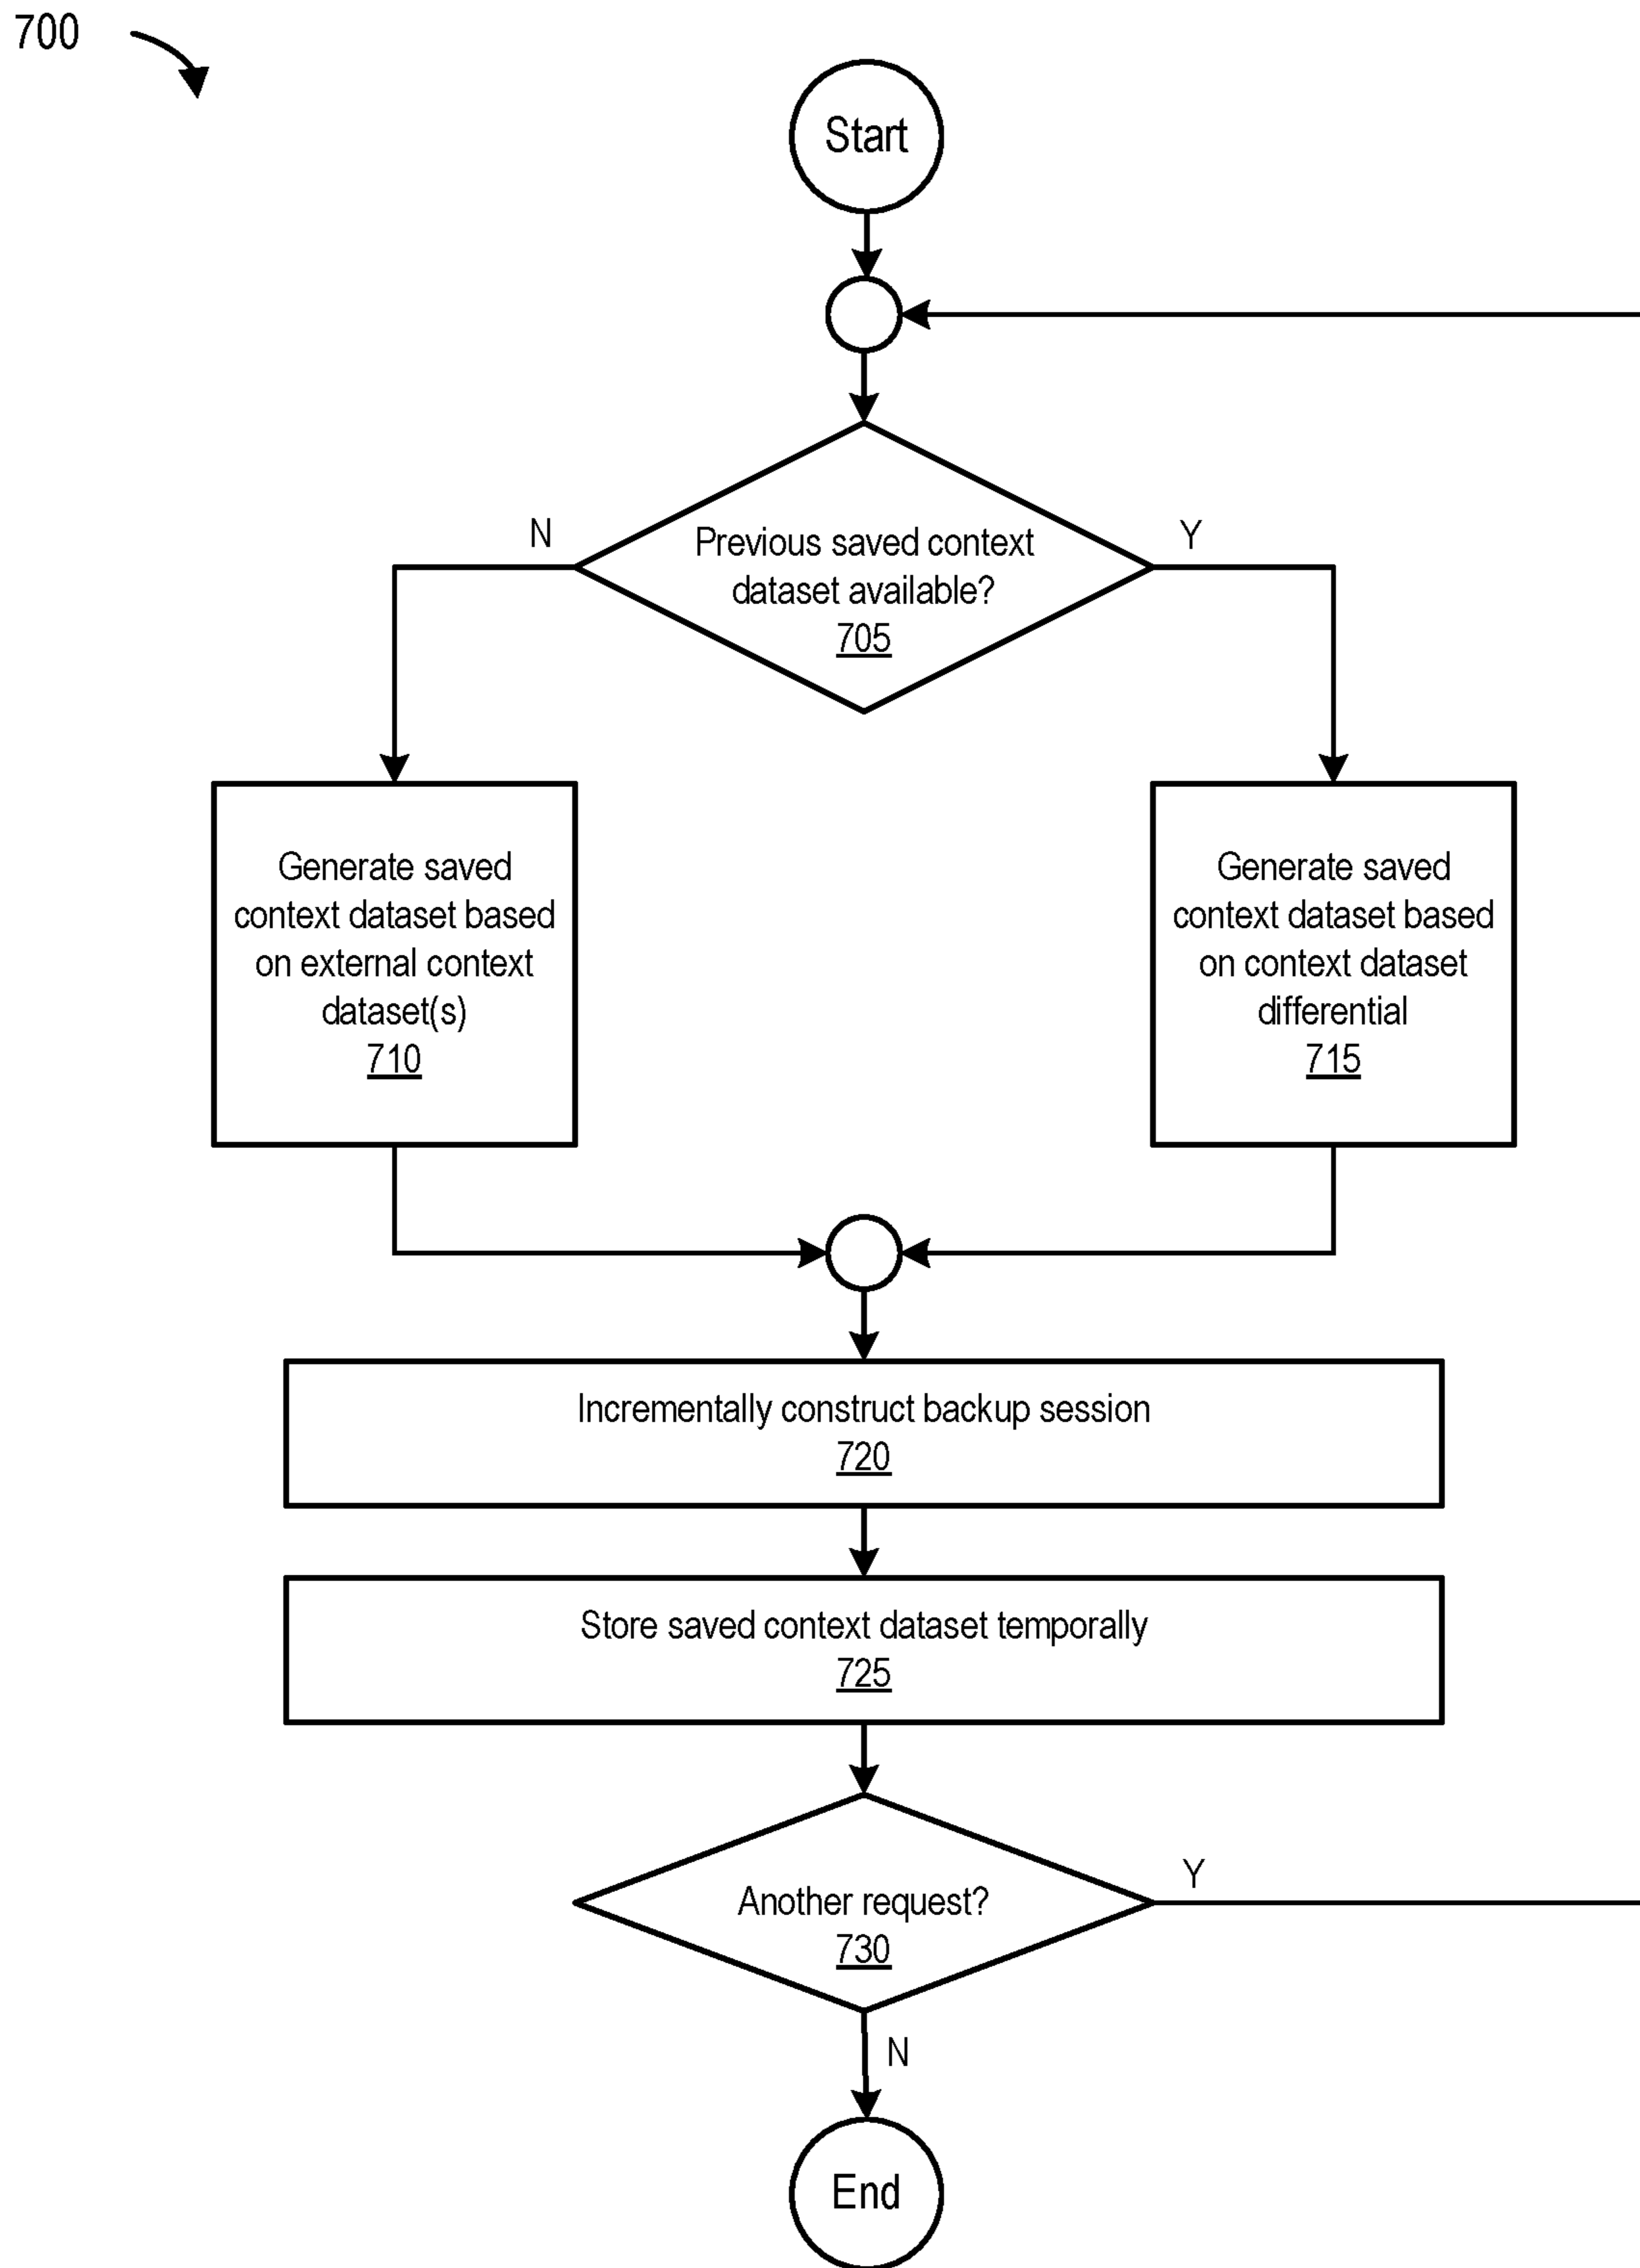 700
Start
N
Y
Previous saved context
dataset available?
705
Generate saved
context dataset based
on external context
dataset(s)
710
Generate saved
context dataset based
on context dataset
differential
715
Incrementally construct backup session
720
Store saved context dataset temporally
725
Y
Another request?
730
N
End